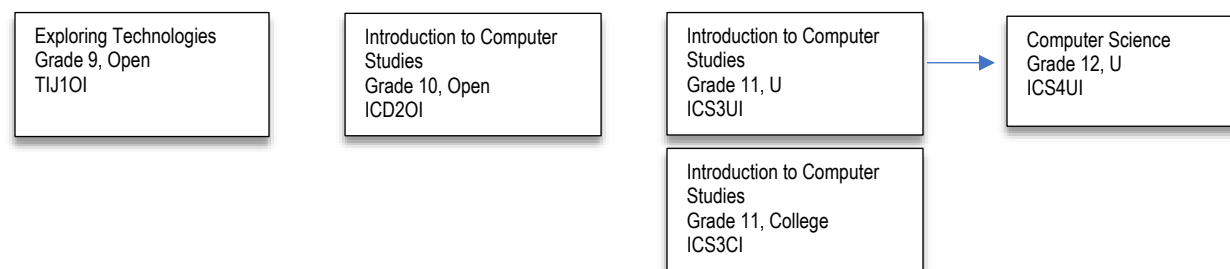 Exploring Technologies
Grade 9, Open
TIJ1OI
Introduction to Computer
Studies
Grade 10, Open
ICD2OI
Introduction to Computer
Studies
Grade 11, U
ICS3UI
Computer Science
Grade 12, U
ICS4UI
Introduction to Computer
Studies
Grade 11, College
ICS3CI